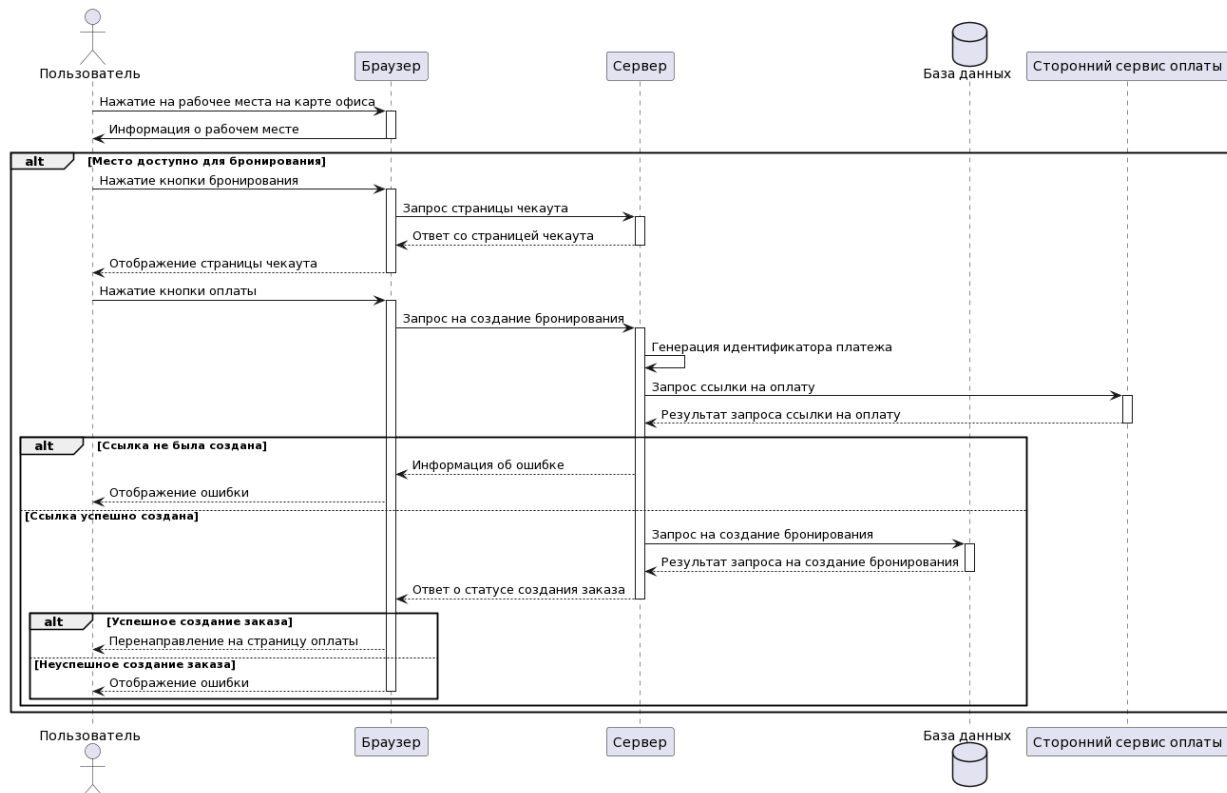 Пользователь
Браузер
Сервер
База данных
Сторонний сервис оплаты
Нажатие на рабочее места на карте офиса
Информация о рабочем месте
alt [Место доступно для бронирования]
Нажатие кнопки бронирования
Запрос страницы чекаута
Ответ со страницей чекаута
Отображение страницы чекаута
Нажатие кнопки оплаты
Запрос на создание бронирования
Генерация идентификатора платежа
Запрос ссылки на оплату
Результат запроса ссылки на оплату
alt [Ссылка не была создана]
Информация об ошибке
Отображение ошибки
[Ссылка успешно создана]
Запрос на создание бронирования
Результат запроса на создание бронирования
Ответ о статусе создания заказа
alt [Успешное создание заказа]
Перенаправление на страницу оплаты
[Неуспешное создание заказа]
Отображение ошибки
Пользователь
Браузер
Сервер
База данных
Сторонний сервис оплаты